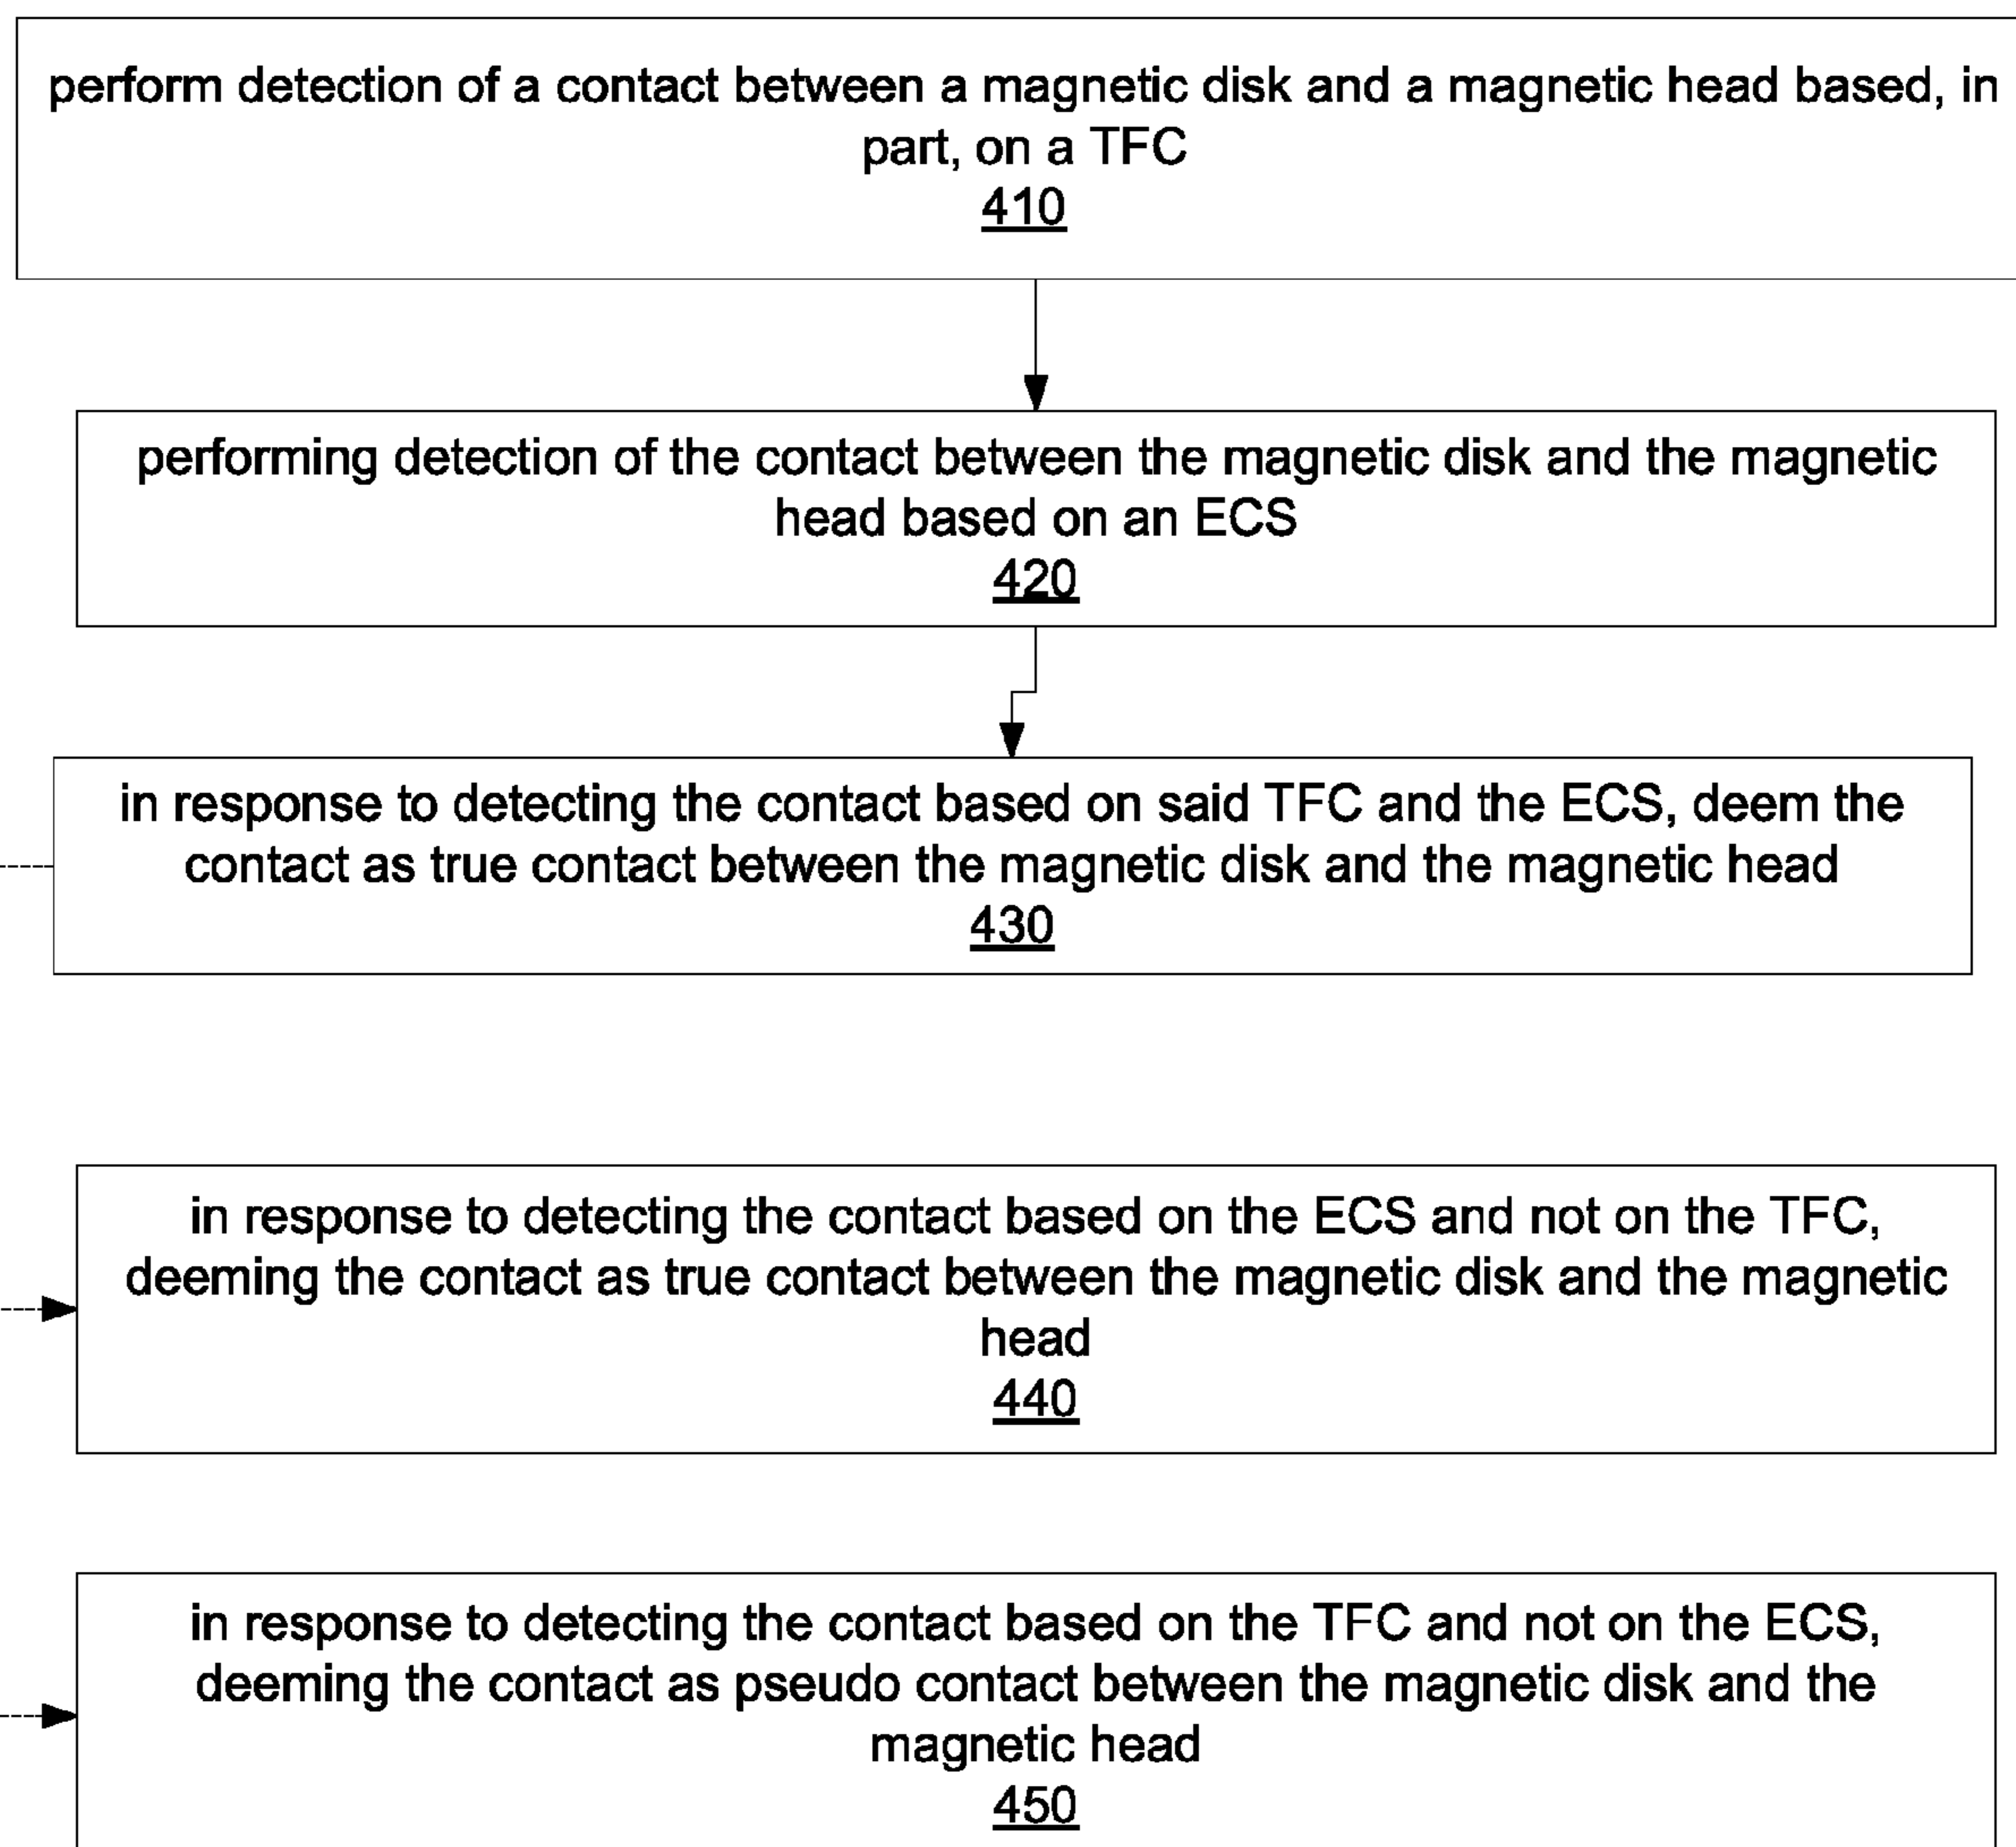 perform detection of a contact between a magnetic disk and a magnetic head based, in
part, on a TFC
410
performing detection of the contact between the magnetic disk and the magnetic
head based on an ECS
420
in response to detecting the contact based on said TFC and the ECS, deem the
contact as true contact between the magnetic disk and the magnetic head
430
in response to detecting the contact based on the ECS and not on the TFC,
deeming the contact as true contact between the magnetic disk and the magnetic
head
440
in response to detecting the contact based on the TFC and not on the ECS,
deeming the contact as pseudo contact between the magnetic disk and the
magnetic head
450